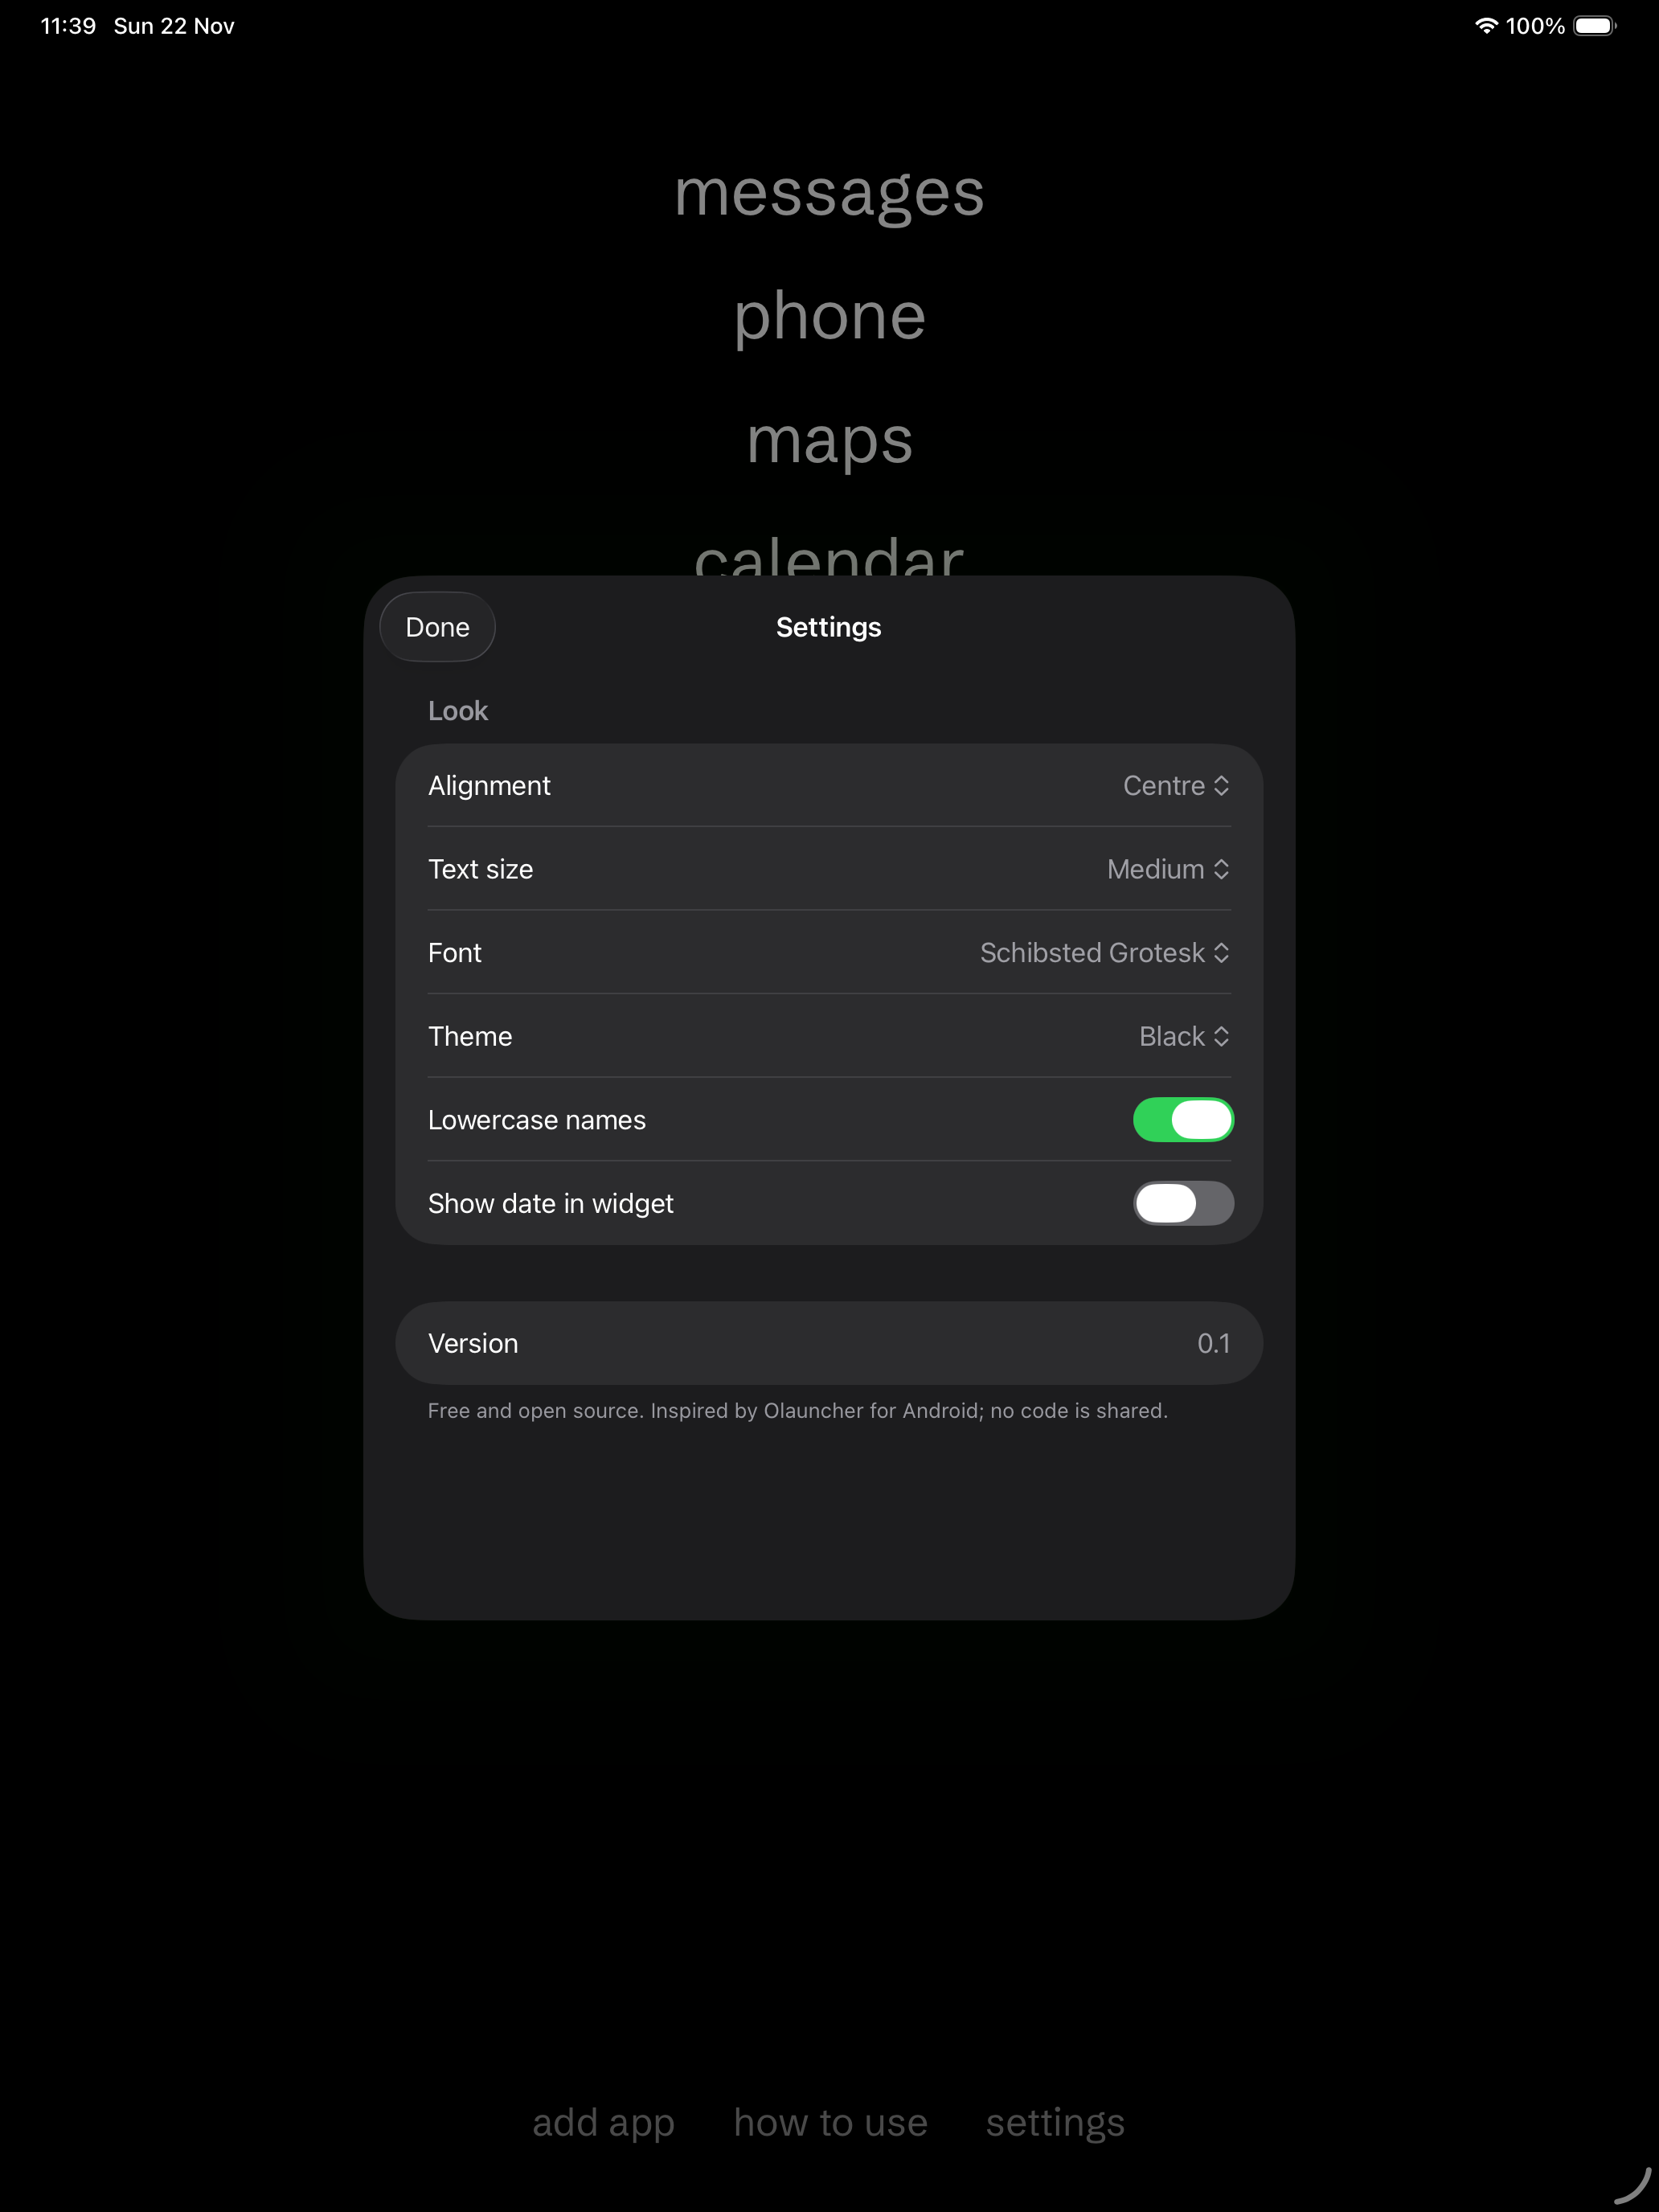 11:39 Sun 22 Nov 100%
messages
phone
maps
calendar
Done Settings
Look
Alignment Centre
Text size Medium
Font Schibsted Grotesk
Theme Black
Lowercase names
Show date in widget
Version 0.1
Free and open source. Inspired by Olauncher for Android; no code is shared.
add app how to use settings